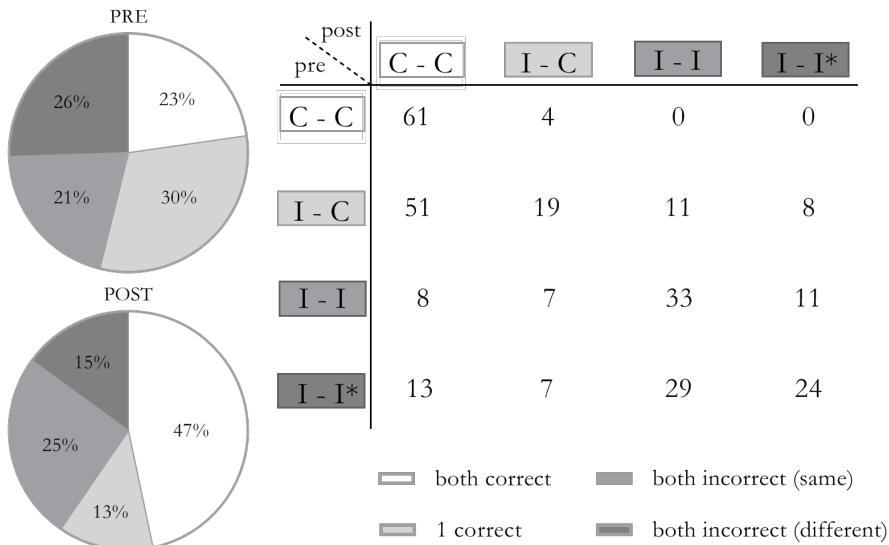 PRE
23%
30%
21%
26%
POST
47%
13%
25%
15%
post
pre
C - C I - C I - I I - I*
C - C 61 4 0 0
I - C 51 19 11 8
I - I 8 7 33 11
I - I* 13 7 29 24
both correct both incorrect (same)
1 correct both incorrect (different)